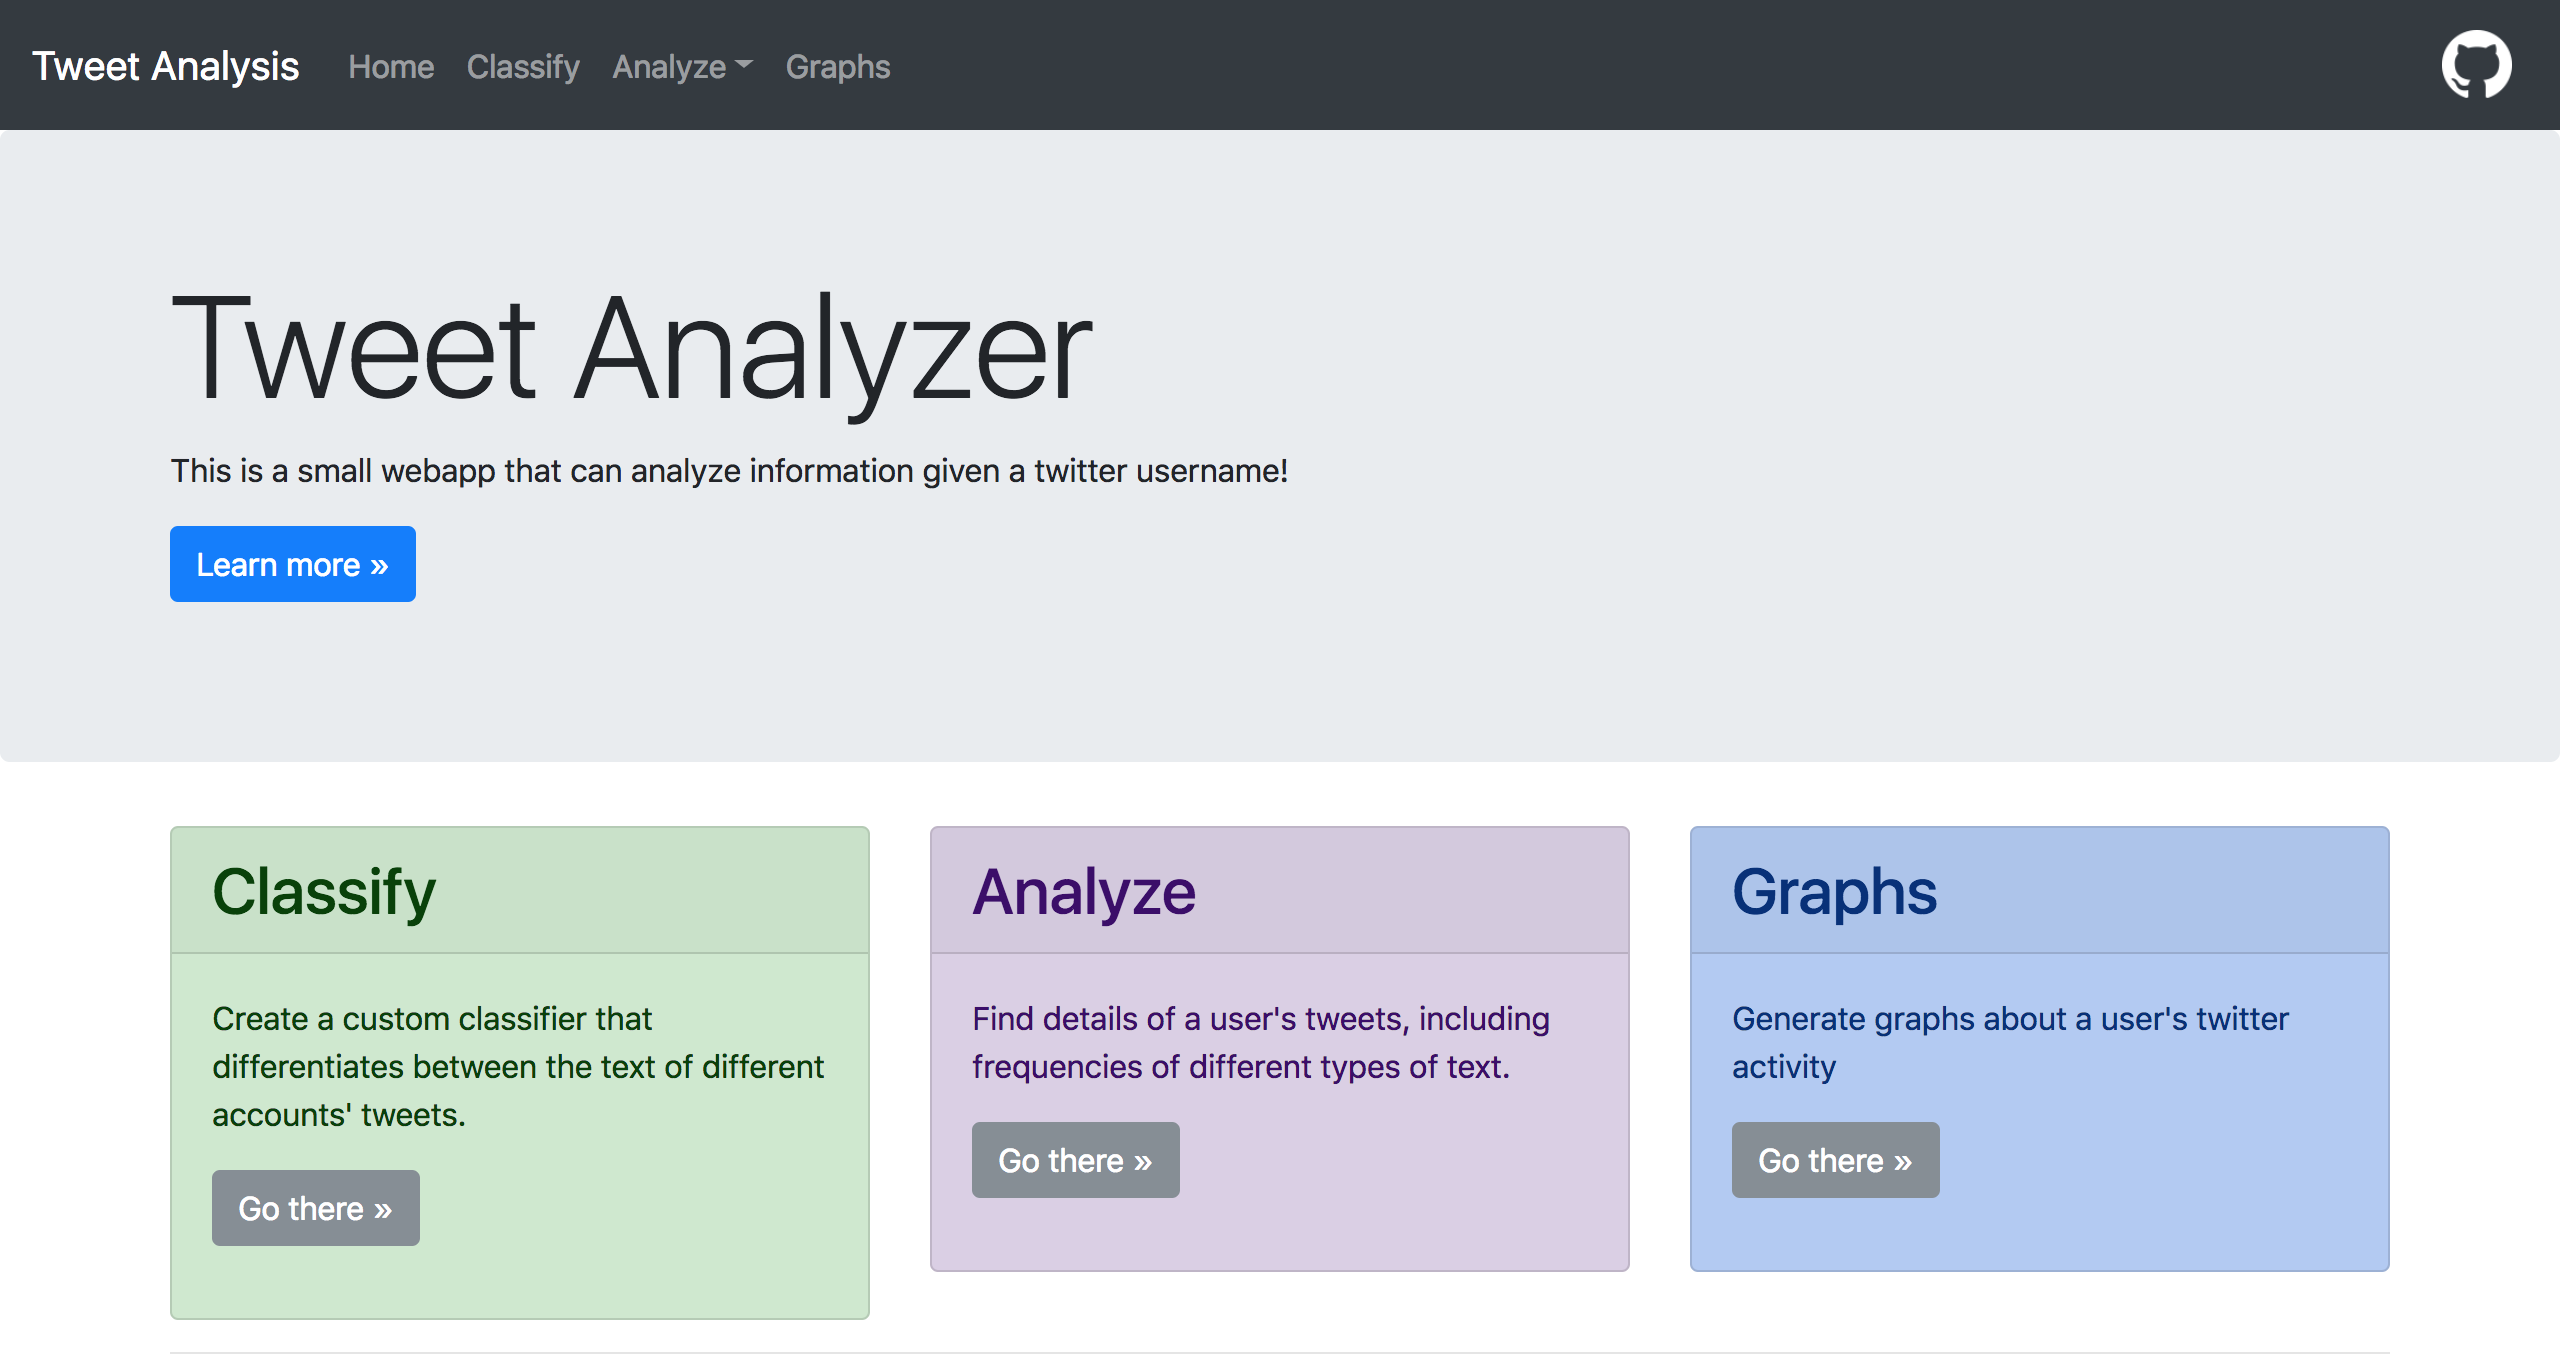 Tweet Analysis Home Classify Analyze Graphs
Tweet Analyzer
This is a small webapp that can analyze information given a twitter username!
Learn more »
Classify
Create a custom classifier that
differentiates between the text of different
accounts' tweets.
Go there »
Analyze
Find details of a user's tweets, including
frequencies of different types of text.
Go there »
Graphs
Generate graphs about a user's twitter
activity
Go there »